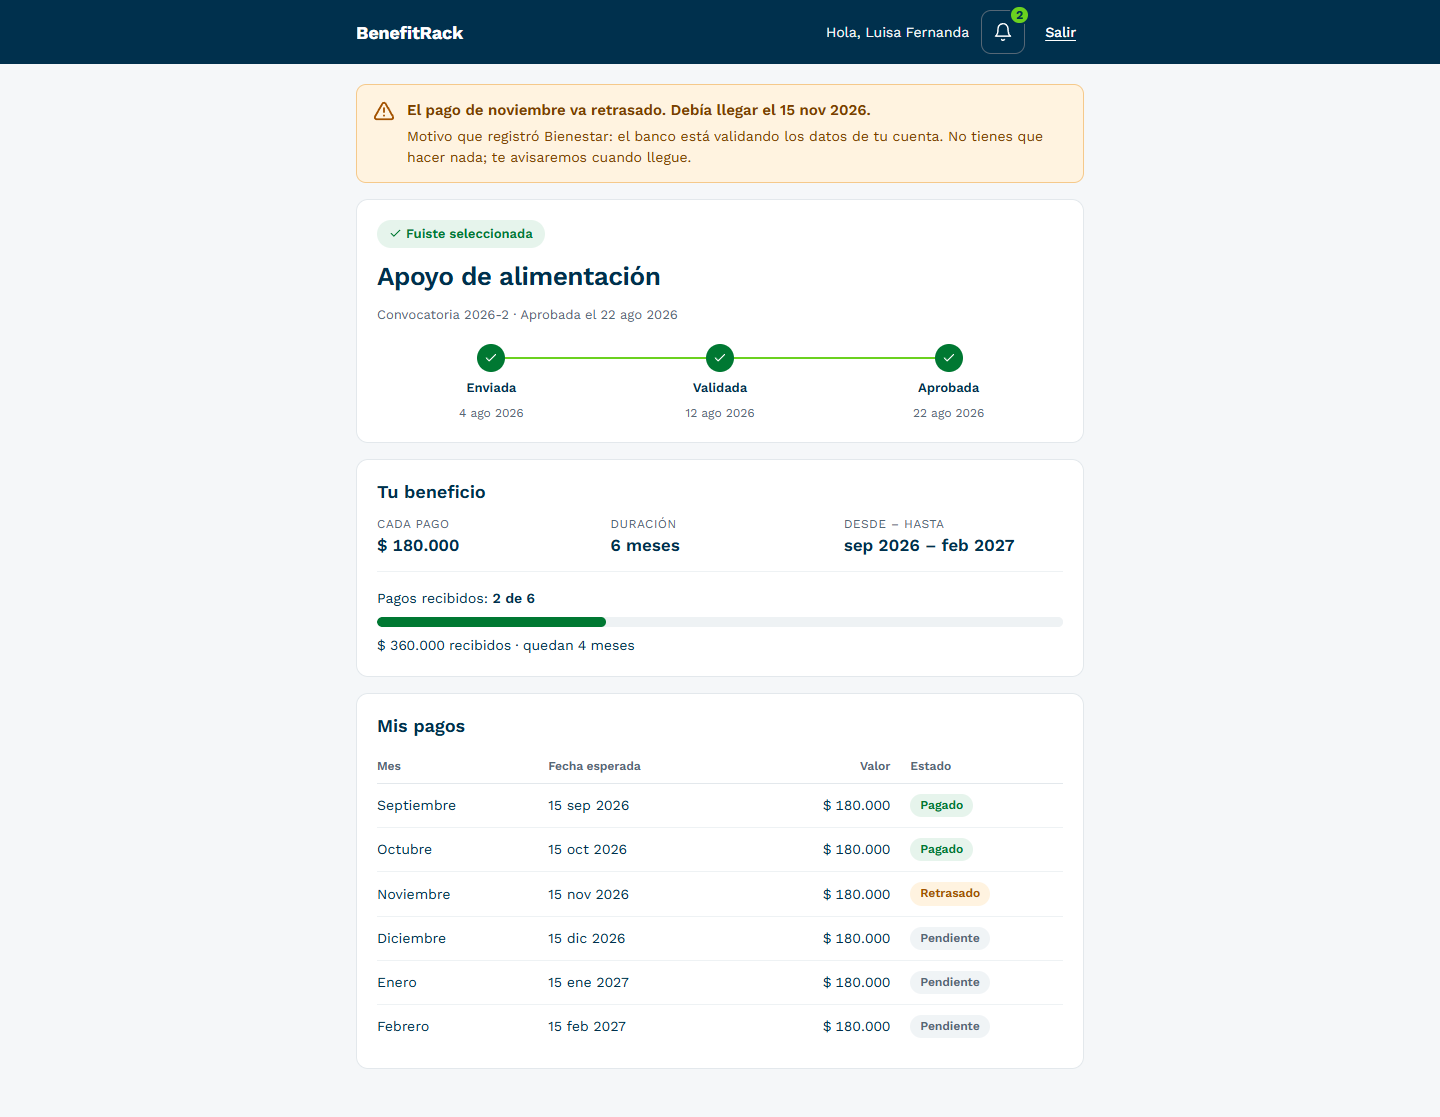 BenefitRack
Hola, Luisa Fernanda
2
Salir
El pago de noviembre va retrasado. Debía llegar el 15 nov 2026.
Motivo que registró Bienestar: el banco está validando los datos de tu cuenta. No tienes que
hacer nada; te avisaremos cuando llegue.
Fuiste seleccionada
Apoyo de alimentación
Convocatoria 2026-2 · Aprobada el 22 ago 2026
Enviada Validada Aprobada
4 ago 2026 12 ago 2026 22 ago 2026
Tu beneficio
CADA PAGO DURACIÓN DESDE – HASTA
$ 180.000 6 meses sep 2026 – feb 2027
Pagos recibidos: 2 de 6
$ 360.000 recibidos · quedan 4 meses
Mis pagos
Mes Fecha esperada Valor Estado
Septiembre 15 sep 2026 $ 180.000 Pagado
Octubre 15 oct 2026 $ 180.000 Pagado
Noviembre 15 nov 2026 $ 180.000 Retrasado
Diciembre 15 dic 2026 $ 180.000 Pendiente
Enero 15 ene 2027 $ 180.000 Pendiente
Febrero 15 feb 2027 $ 180.000 Pendiente